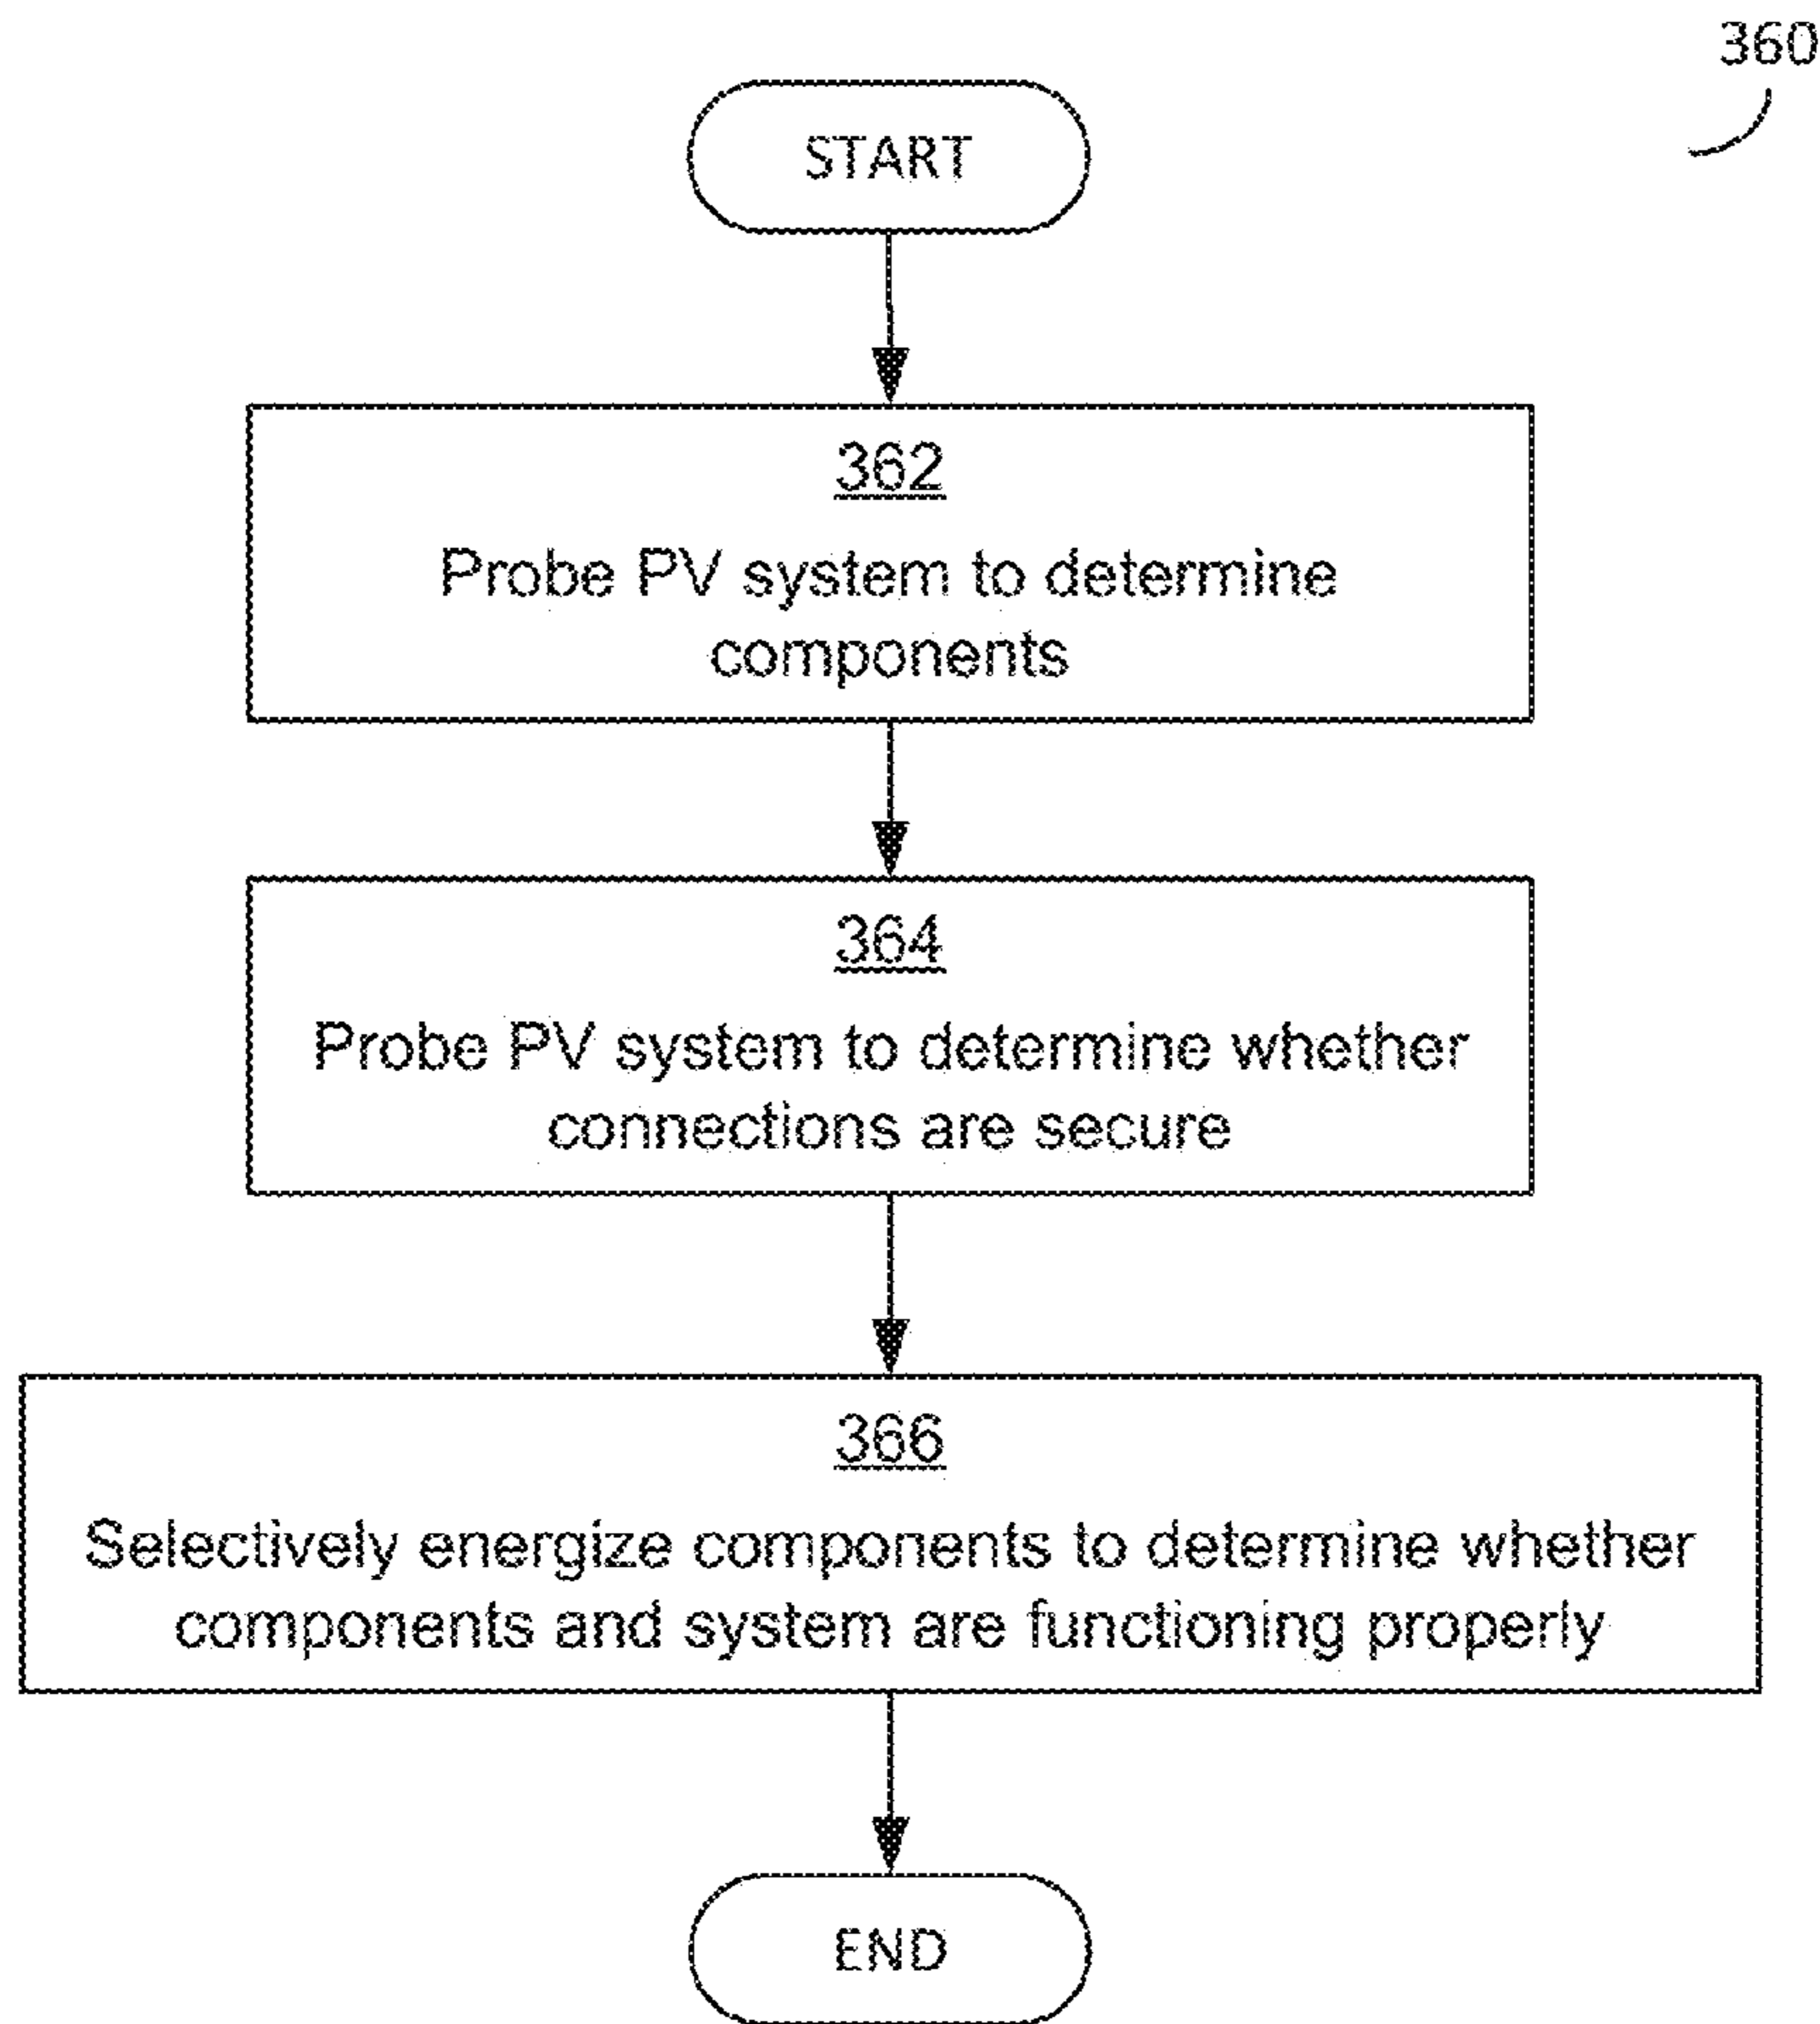 360
START
362
Probe PV system to determine
components
364
Probe PV system to determine whether
connections are secure
366
Selectively energize components to determine whether
components and system are functioning properly
END